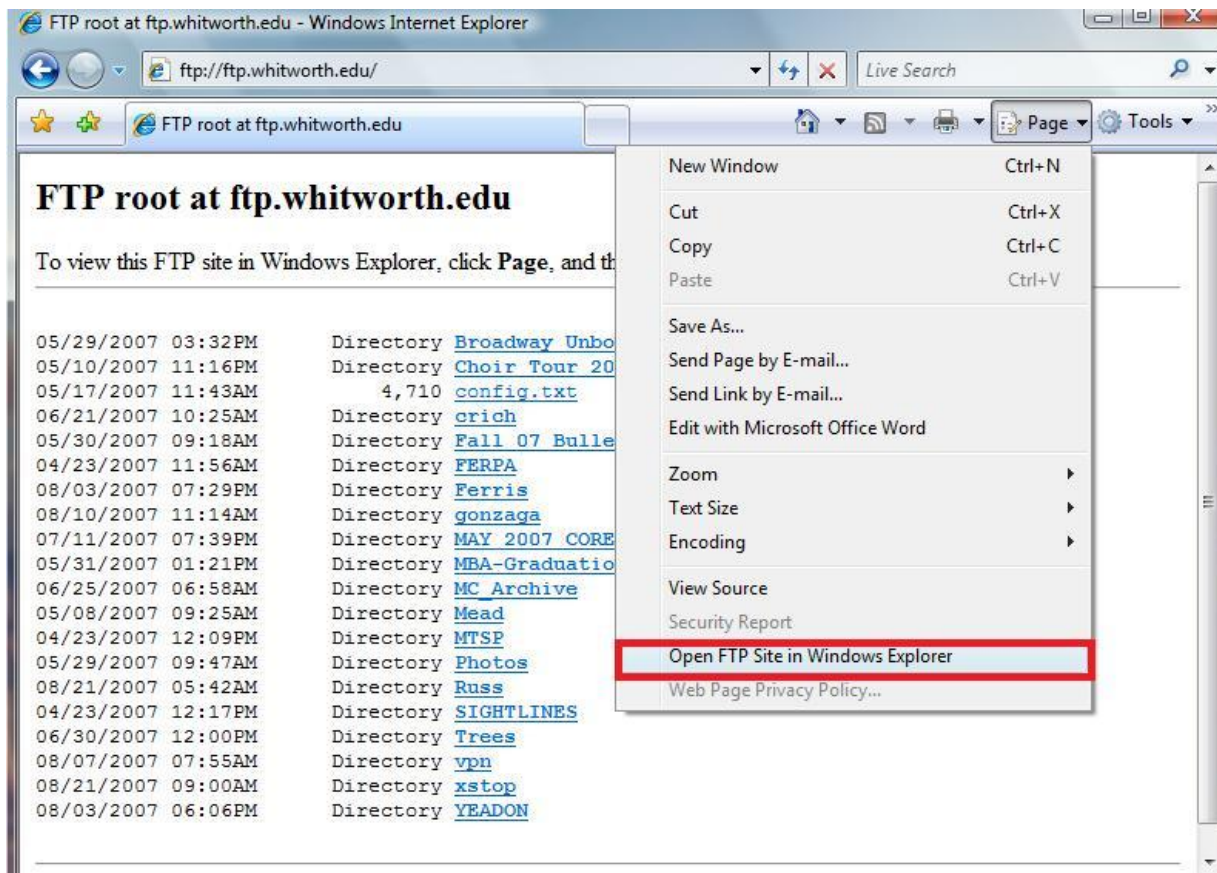 FTP root at ftp.whitworth.edu - Windows Internet Explorer
ftp://ftp.whitworth.edu/
Live Search
FTP root at ftp.whitworth.edu
Page
Tools
FTP root at ftp.whitworth.edu
To view this FTP site in Windows Explorer, click Page, and
05/29/2007 03:32PM Directory Broadway Unbo
05/10/2007 11:16PM Directory Choir Tour 20
05/17/2007 11:43AM 4,710 config.txt
06/21/2007 10:25AM Directory crich
05/30/2007 09:18AM Directory Fall 07 Bulle
04/23/2007 11:56AM Directory FERPA
08/03/2007 07:29PM Directory Ferris
08/10/2007 11:14AM Directory gonzaga
07/11/2007 07:39PM Directory MAY 2007 CORE
05/31/2007 01:21PM Directory MBA-Graduatio
06/25/2007 06:58AM Directory MC_Archive
05/08/2007 09:25AM Directory Mead
04/23/2007 12:09PM Directory MTSP
05/29/2007 09:47AM Directory Photos
08/21/2007 05:42AM Directory Russ
04/23/2007 12:17PM Directory SIGHTLINES
06/30/2007 12:00PM Directory Trees
08/07/2007 07:55AM Directory vpn
08/21/2007 09:00AM Directory xstop
08/03/2007 06:06PM Directory YEADON
New Window Ctrl+N
Cut Ctrl+X
Copy Ctrl+C
Paste Ctrl+V
Save As...
Send Page by E-mail...
Send Link by E-mail...
Edit with Microsoft Office Word
Zoom
Text Size
Encoding
View Source
Security Report
Open FTP Site in Windows Explorer
Web Page Privacy Policy...